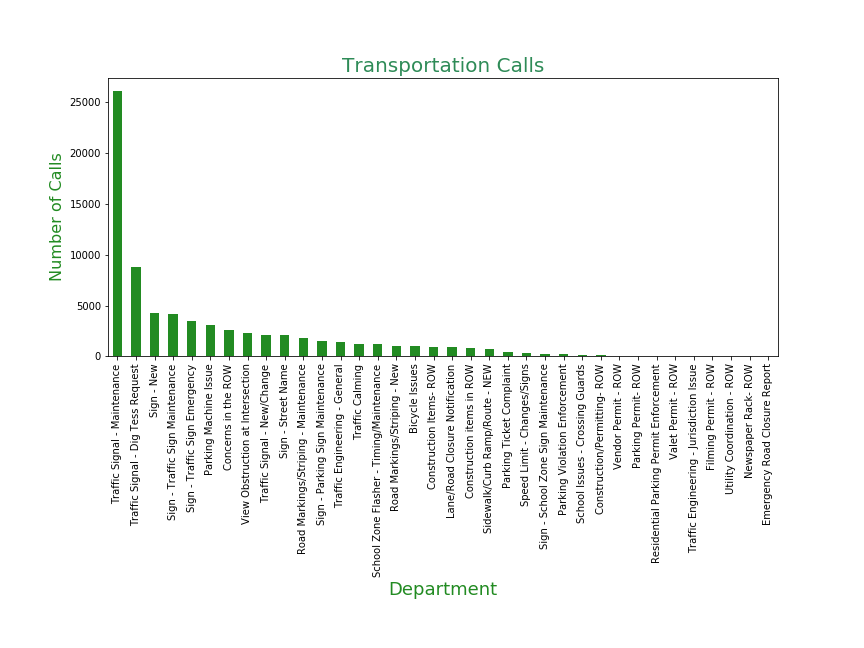 Transportation Calls
Number of Calls
25000
20000
15000
10000
5000
0
Traffic Signal - Maintenance
Traffic Signal - Dig Tess Request
Sign - New
Sign - Traffic Sign Maintenance
Sign - Traffic Sign Emergency
Parking Machine Issue
Concerns in the ROW
View Obstruction at Intersection
Traffic Signal - New/Change
Sign - Street Name
Road Markings/Striping - Maintenance
Sign - Parking Sign Maintenance
Traffic Engineering - General
Traffic Calming
School Zone Flasher - Timing/Maintenance
Road Markings/Striping - New
Bicycle Issues
Construction Items- ROW
Lane/Road Closure Notification
Construction items in ROW
Sidewalk/Curb Ramp/Route - NEW
Parking Ticket Complaint
Speed Limit - Changes/Signs
Sign - School Zone Sign Maintenance
Parking Violation Enforcement
School Issues - Crossing Guards
Construction/Permitting- ROW
Vendor Permit - ROW
Parking Permit- ROW
Residential Parking Permit Enforcement
Valet Permit - ROW
Traffic Engineering - Jurisdiction Issue
Filming Permit - ROW
Utility Coordination - ROW
Newspaper Rack- ROW
Emergency Road Closure Report
Department